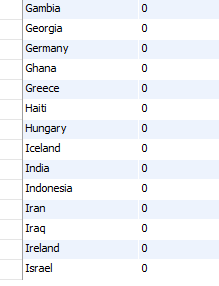 Gambia 0
Georgia 0
Germany 0
Ghana 0
Greece 0
Haiti 0
Hungary 0
Iceland 0
India 0
Indonesia 0
Iran 0
Iraq 0
Ireland 0
Israel 0